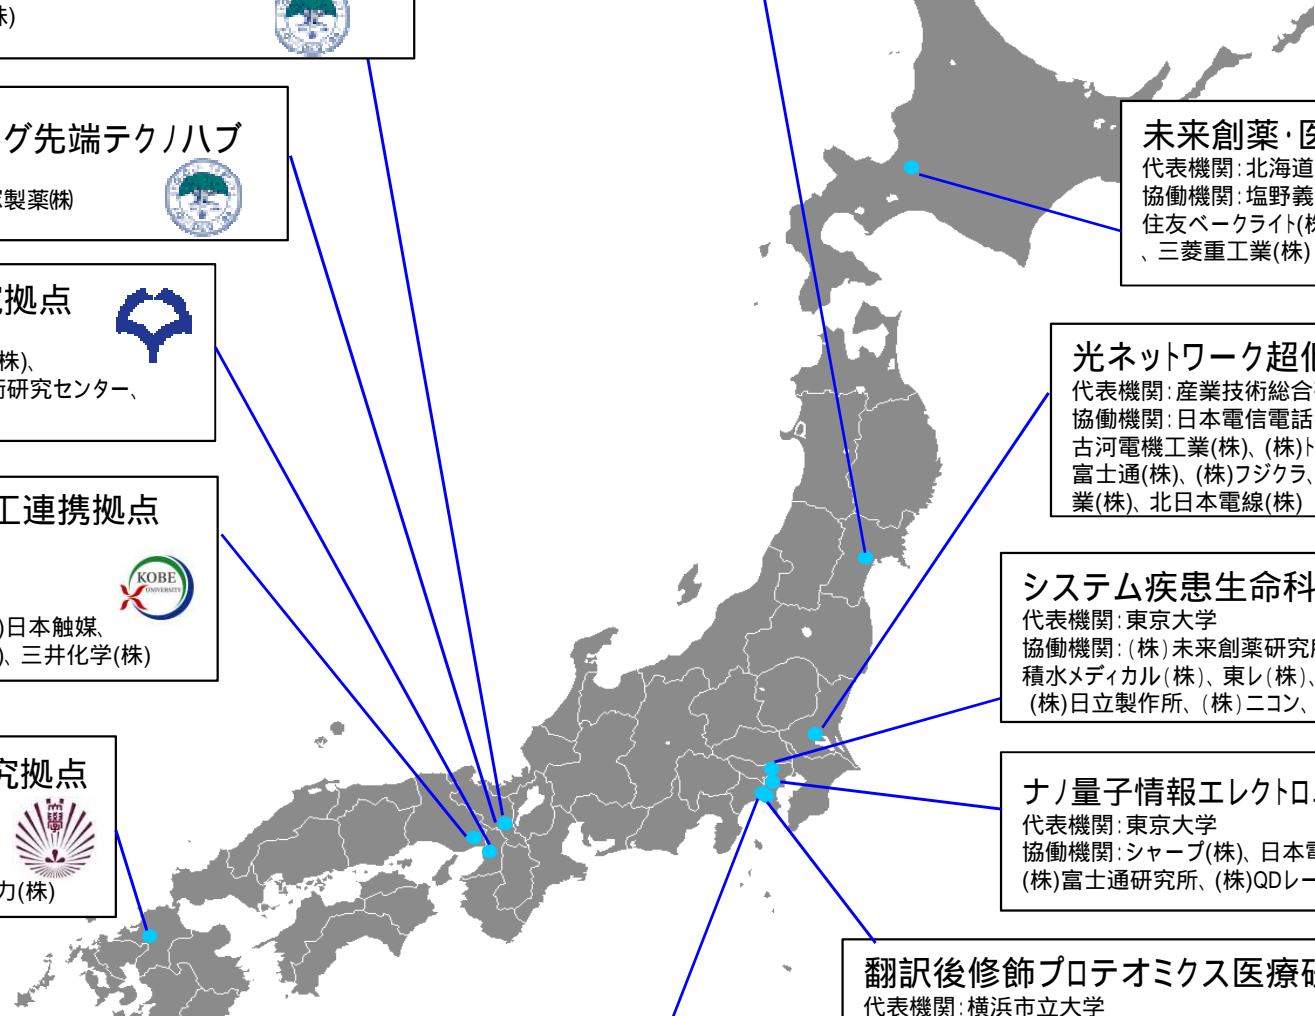 株)
グ先端テクノハブ
製薬㈱
拠点
株)、
研究センター、
工連携拠点
KOBE
UNIVERSITY
)日本触媒、
)、三井化学(株)
究拠点
力(株)
未来創薬・医
代表機関:北海道
協働機関:塩野義
住友ベークライト(株
、三菱重工業(株)
光ネットワーク超低
代表機関:産業技術総合
協働機関:日本電信電話
古河電機工業(株)、(株)ト
富士通(株)、(株)フジクラ、
業(株)、北日本電線(株)
システム疾患生命科
代表機関:東京大学
協働機関:(株)未来創薬研究所
積水メディカル(株)、東レ(株)、
(株)日立製作所、(株)ニコン、
ナノ量子情報エレクトロニ
代表機関:東京大学
協働機関:シャープ(株)、日本電
(株)富士通研究所、(株)QDレー
翻訳後修飾プロテオミクス医療研
代表機関:横浜市立大学